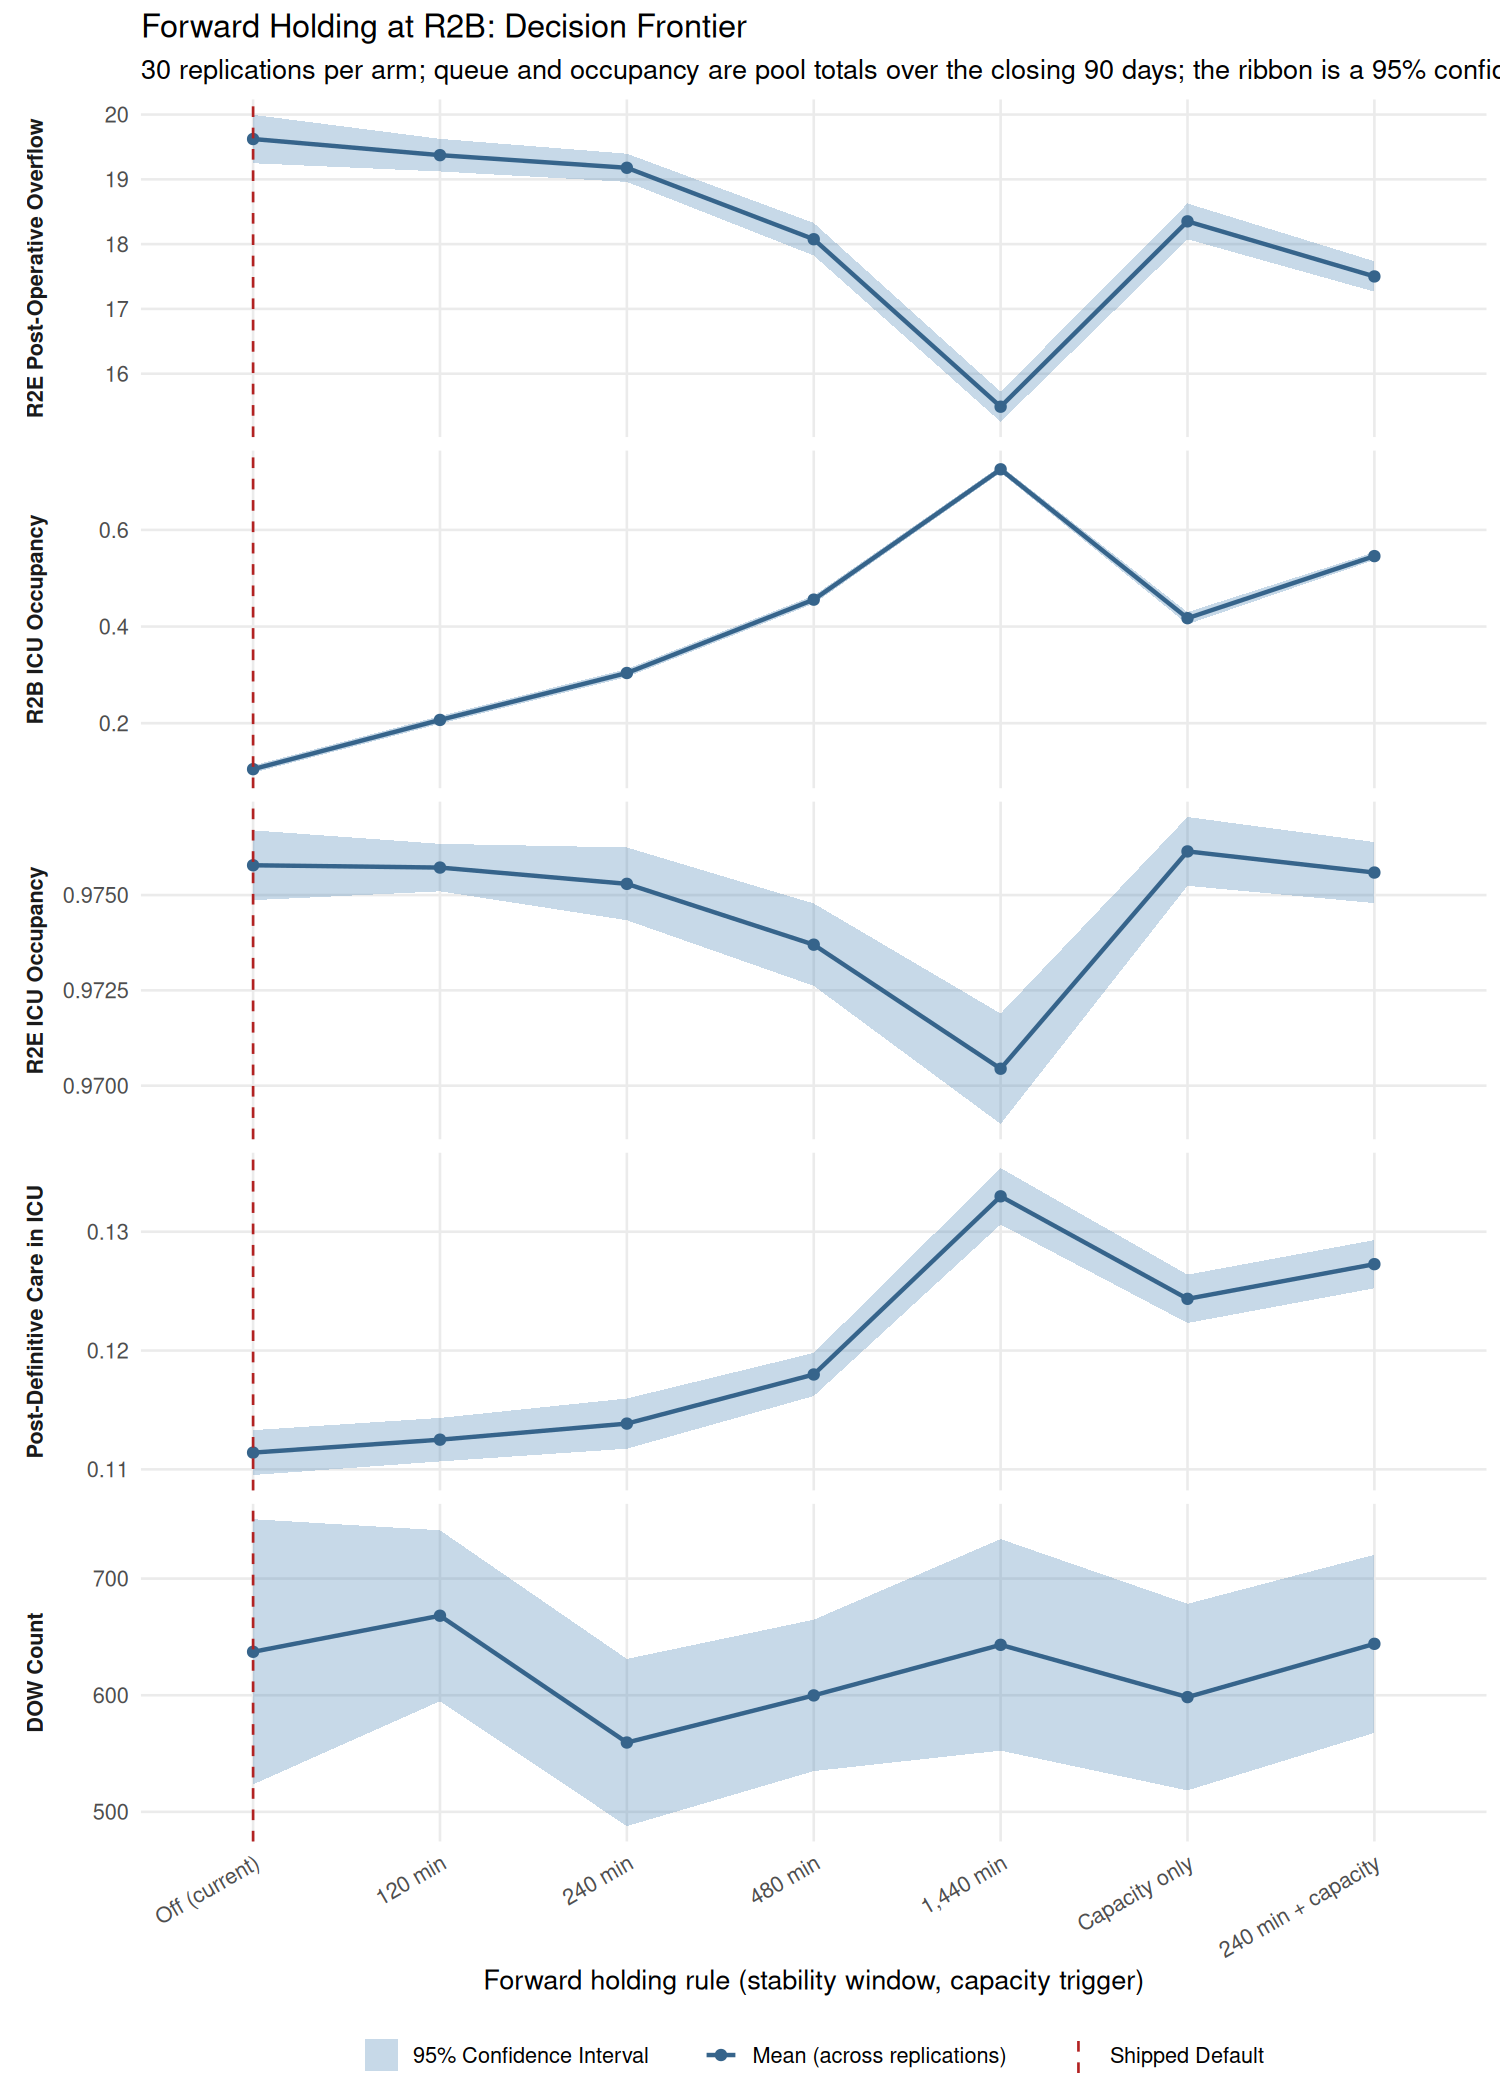 Forward Holding at R2B: Decision Frontier
30 replications per arm; queue and occupancy are pool totals over the closing 90 days; the ribbon is a 95%
R2E Post-Operative Overflow
20
19
18
17
16
R2B ICU Occupancy
0.6
0.4
0.2
R2E ICU Occupancy
0.9750
0.9725
0.9700
Post-Definitive Care in ICU
0.13
0.12
0.11
DOW Count
700
600
500
Off (current)
120 min
240 min
480 min
1,440 min
Capacity only
240 min + capacity
Forward holding rule (stability window, capacity trigger)
95% Confidence Interval
Mean (across replications)
Shipped Default